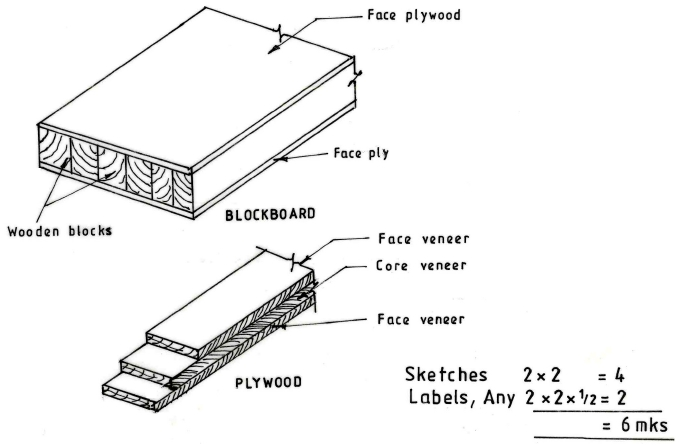 Face plywood
Face ply
BLOCKBOARD
Wooden blocks
Face veneer
Core veneer
Face veneer
PLYWOOD
Sketches 2×2 = 4
Labels, Any 2×2×1/2= 2
= 6 mks